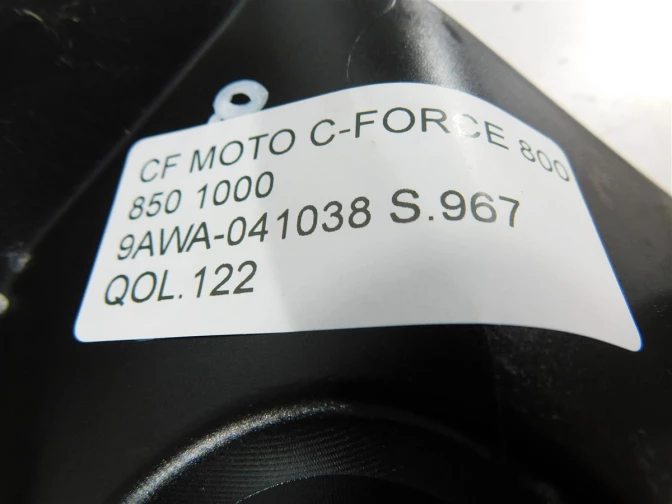 CF MOTO C-FORCE 800
850 1000
9AWA-041038 S.967
QOL.122